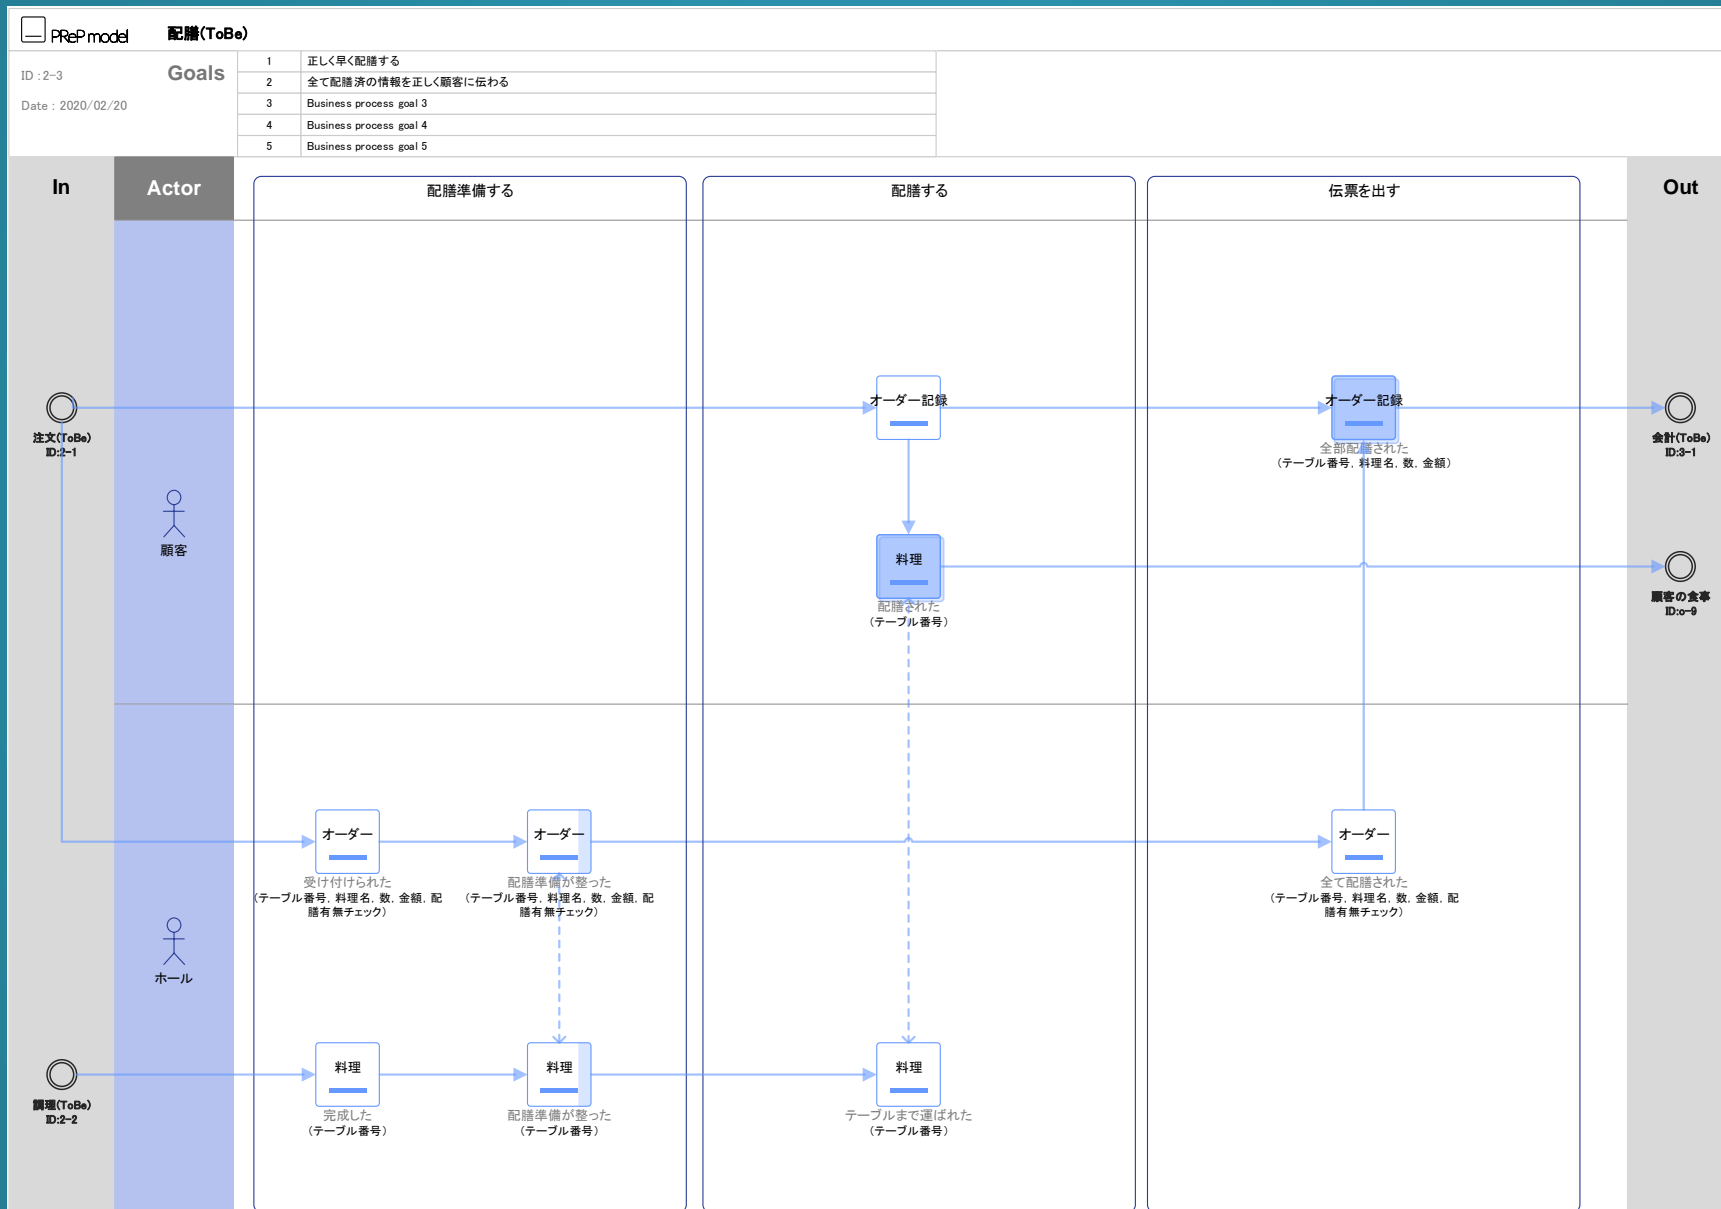 PReP model
配膳(ToBe)
ID : 2-3
Goals
Date : 2020/02/20
1 正しく早く配膳する
2 全て配膳済の情報を正しく顧客に伝わる
3 Business process goal 3
4 Business process goal 4
5 Business process goal 5
In
Actor
配膳準備する
配膳する
伝票を出す
Out
注文(ToBe)
ID:2-1
顧客
オーダー記録
オーダー記録
全部配膳された
(テーブル番号, 料理名, 数, 金額)
会計(ToBe)
ID:3-1
料理
配膳された
(テーブル番号)
顧客の食事
ID:o-9
ホール
オーダー
受け付けられた
(テーブル番号, 料理名, 数, 金額, 配
膳有無チェック)
オーダー
配膳準備が整った
(テーブル番号, 料理名, 数, 金額, 配
膳有無チェック)
オーダー
全て配膳された
(テーブル番号, 料理名, 数, 金額, 配
膳有無チェック)
調理(ToBe)
ID:2-2
料理
完成した
(テーブル番号)
料理
配膳準備が整った
(テーブル番号)
料理
テーブルまで運ばれた
(テーブル番号)